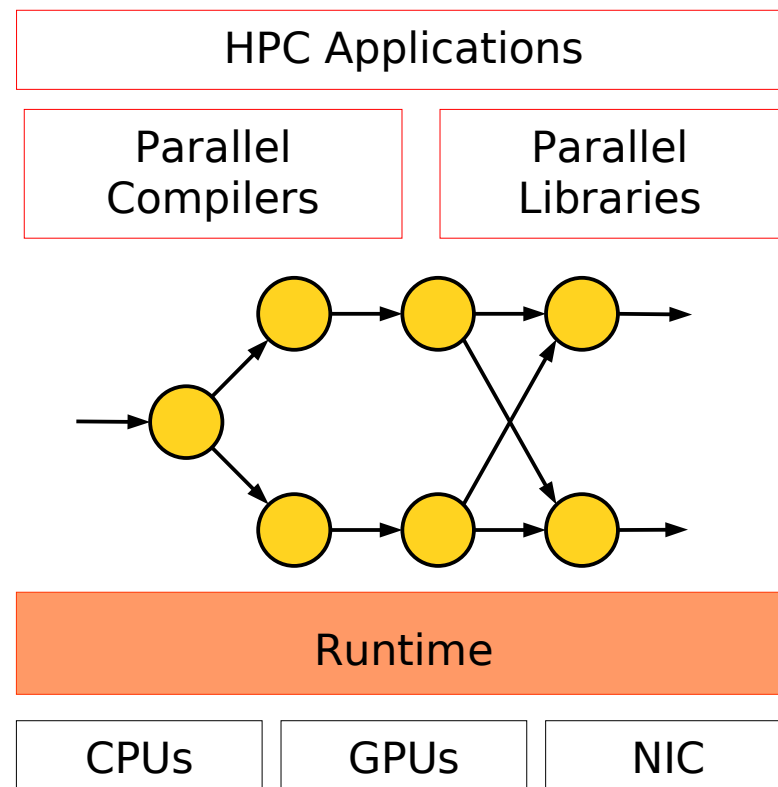 HPC Applications
Parallel
Compilers
Parallel
Libraries
Runtime
CPUs
GPUs
NIC